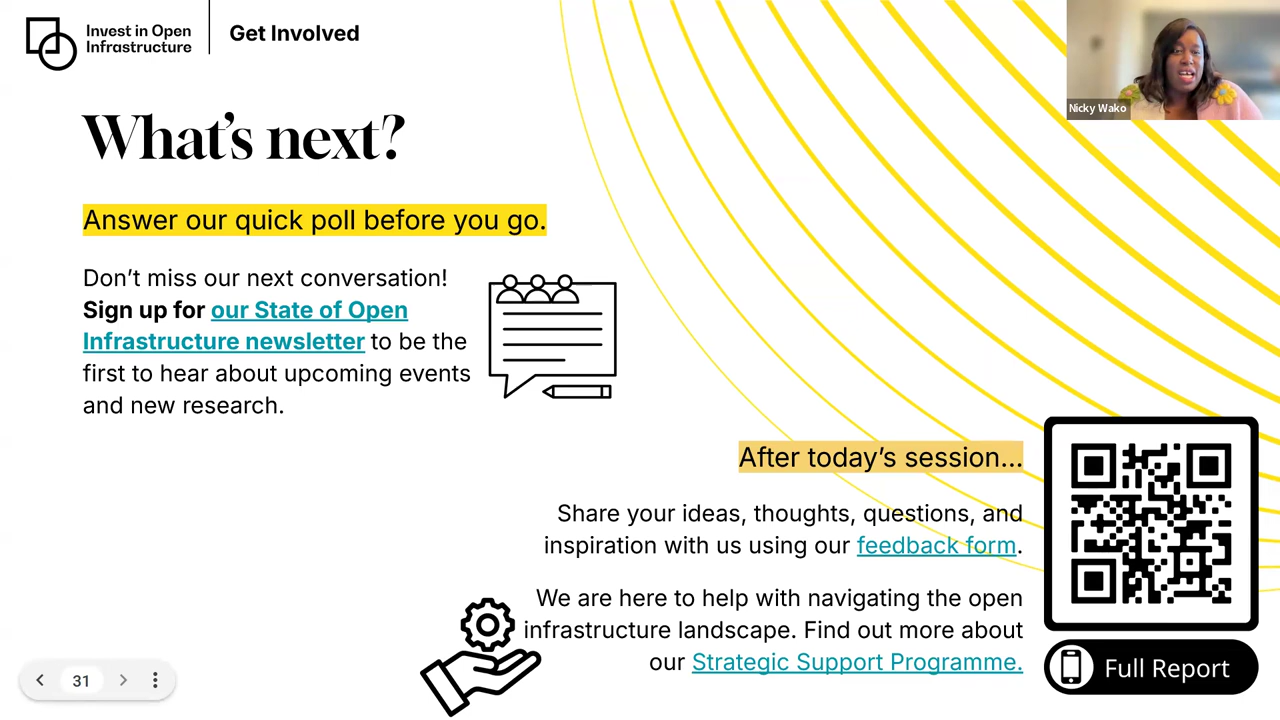 Invest in Open
Infrastructure
Get Involved
Nicky Wako
What's next?
Answer our quick poll before you go.
Don't miss our next conversation!
Sign up for our State of Open
Infrastructure newsletter to be the
first to hear about upcoming events
and new research.
After today's session...
Share your ideas, thoughts, questions, and
inspiration with us using our feedback form.
We are here to help with navigating the open
infrastructure landscape. Find out more about
our Strategic Support Programme.
31
Full Report